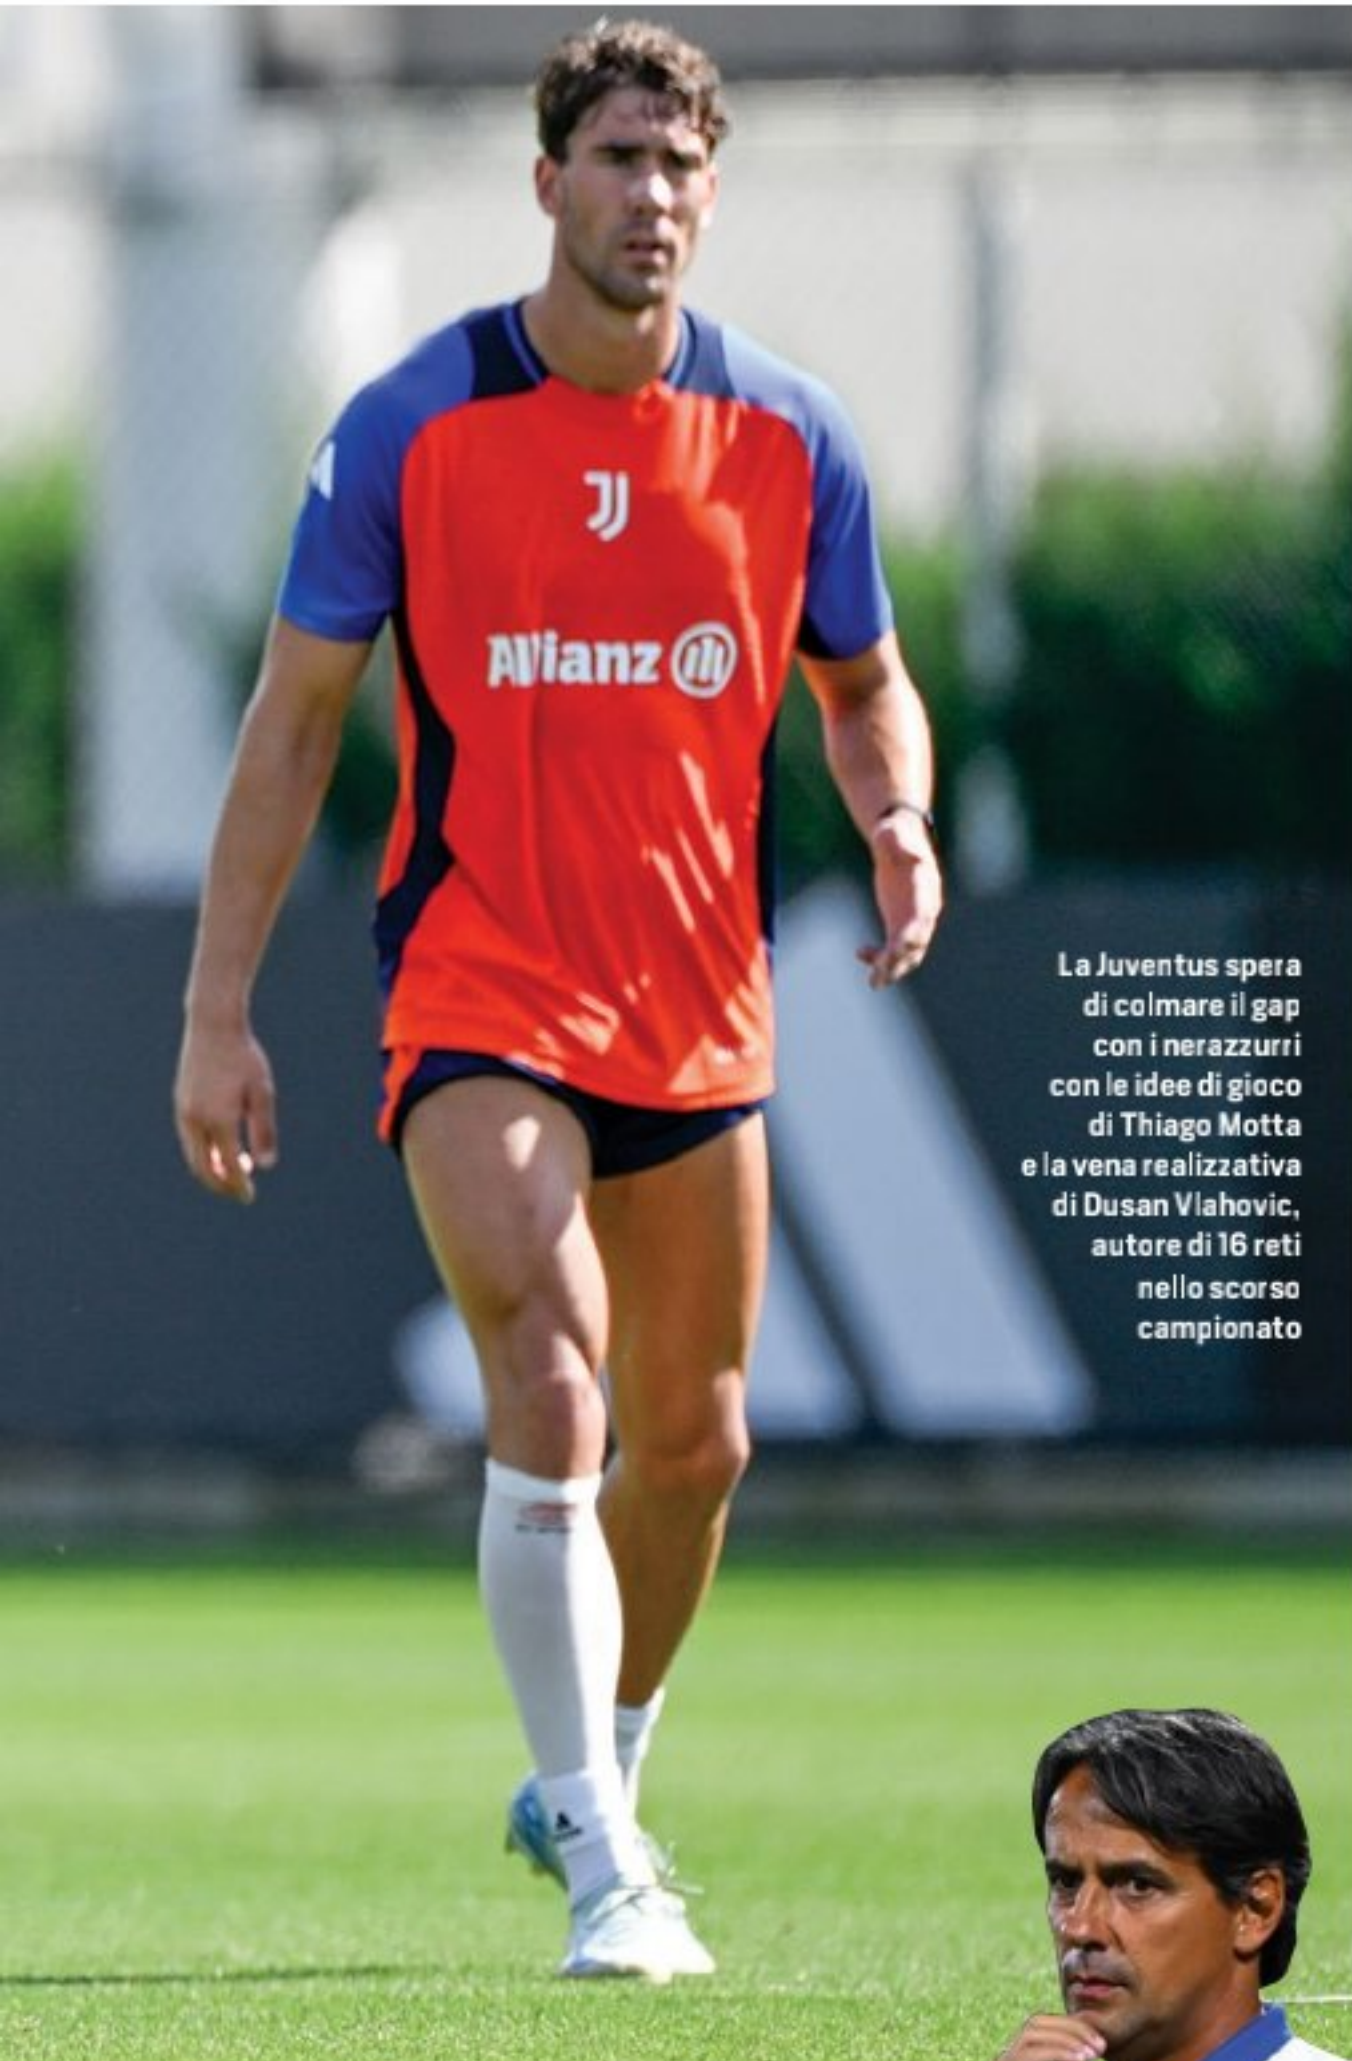 Allianz
La Juventus spera
di colmare il gap
con i nerazzurri
con le idee di gioco
di Thiago Motta
e la vena realizzativa
di Dusan Vlahovic,
autore di 16 reti
nello scorso
campionato